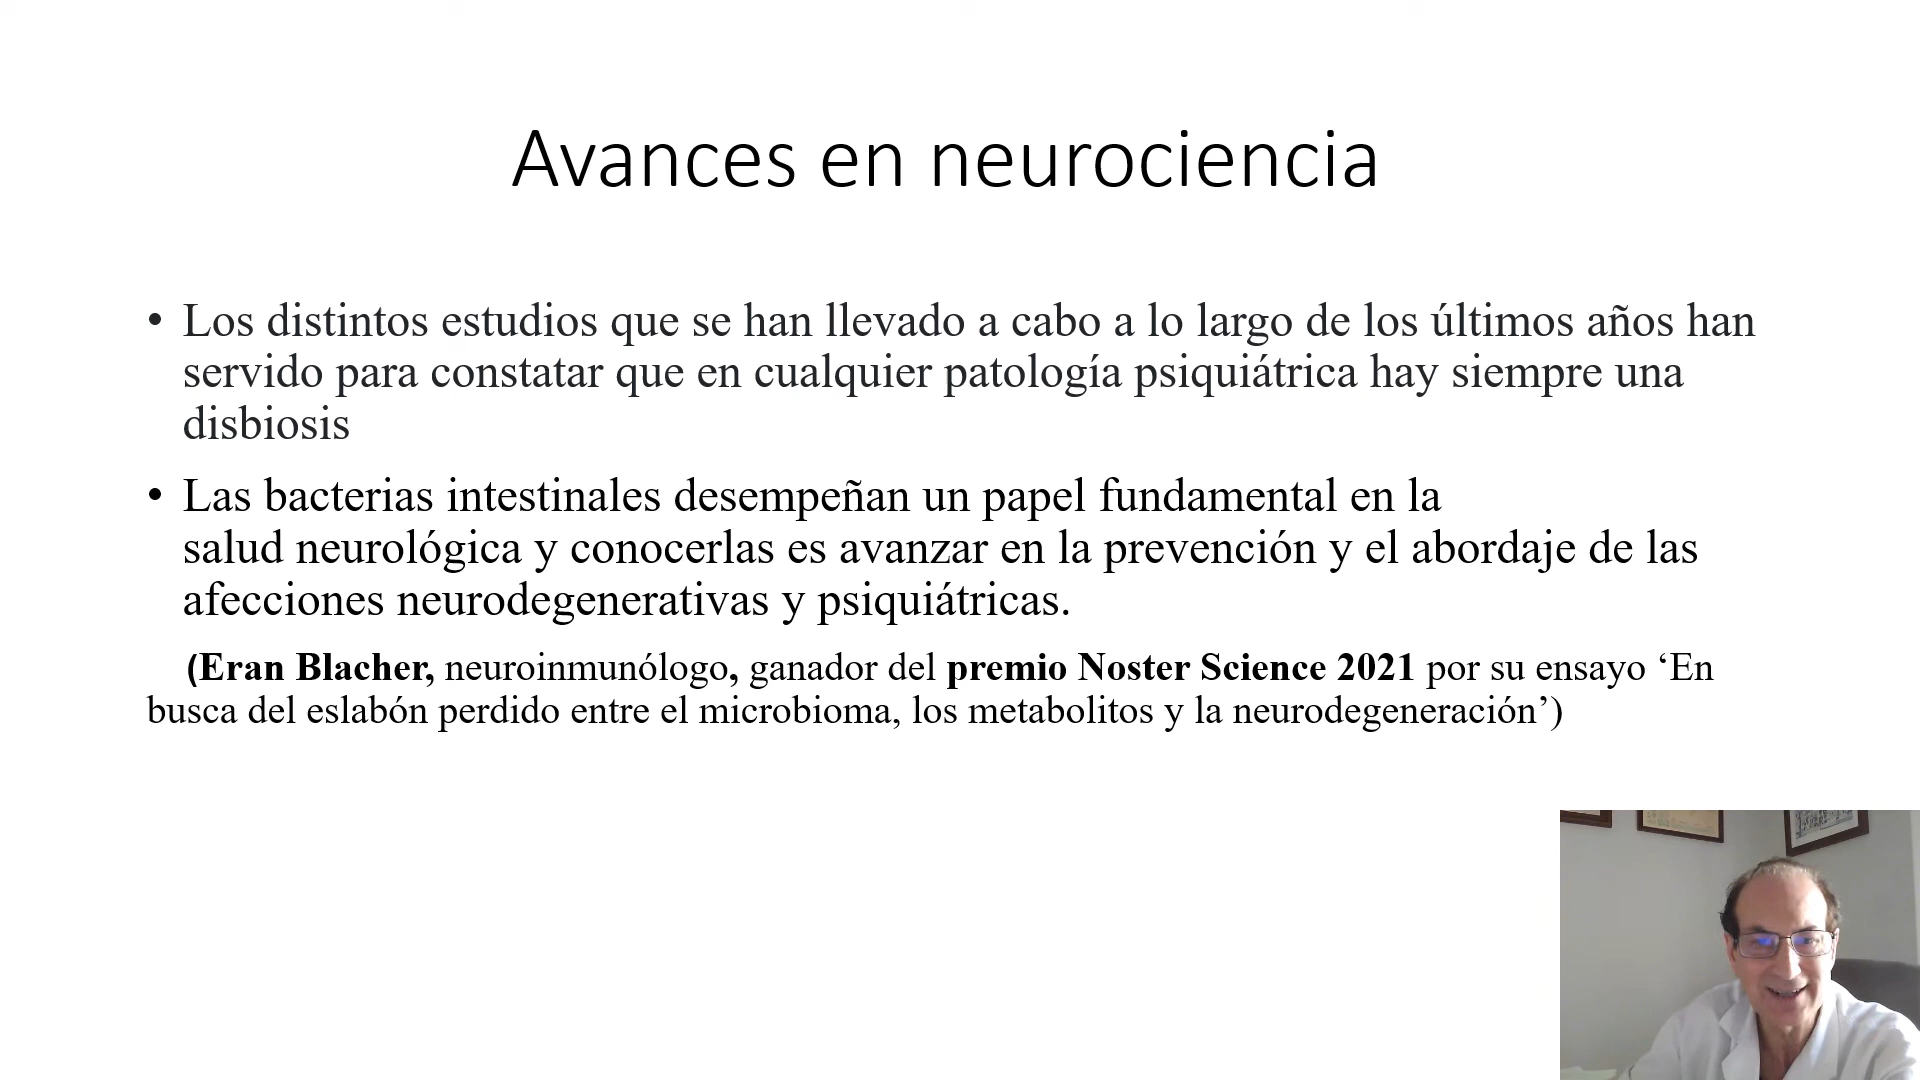 Avances en neurociencia
• Los distintos estudios que se han llevado a cabo a lo largo de los últimos años han
servido para constatar que en cualquier patología psiquiátrica hay siempre una
disbiosis
• Las bacterias intestinales desempeñan un papel fundamental en la
salud neurológica y conocerlas es avanzar en la prevención y el abordaje de las
afecciones neurodegenerativas y psiquiátricas.
(Eran Blacher, neuroinmunólogo, ganador del premio Noster Science 2021 por su ensayo ‘En
busca del eslabón perdido entre el microbioma, los metabolitos y la neurodegeneración’)